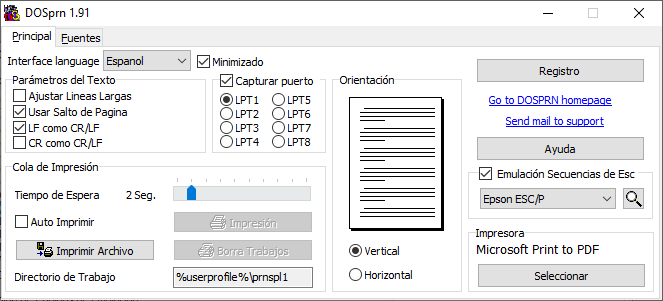 DOSprn 1.91
Principal
Fuentes
Interface language
Espanol
Minimizado
Parámetros del Texto
Ajustar Lineas Largas
Usar Salto de Pagina
LF como CR/LF
CR como CR/LF
Capturar puerto
LPT1 LPT5
LPT2 LPT6
LPT3 LPT7
LPT4 LPT8
Orientación
Vertical
Horizontal
Cola de Impresión
Tiempo de Espera 2 Seg.
Auto Imprimir
Impresión
Imprimir Archivo
Borra Trabajos
Directorio de Trabajo
%userprofile%\prnspl1
Registro
Go to DOSPRN homepage
Send mail to support
Ayuda
Emulación Secuencias de Esc
Epson ESC/P
Impresora
Microsoft Print to PDF
Seleccionar